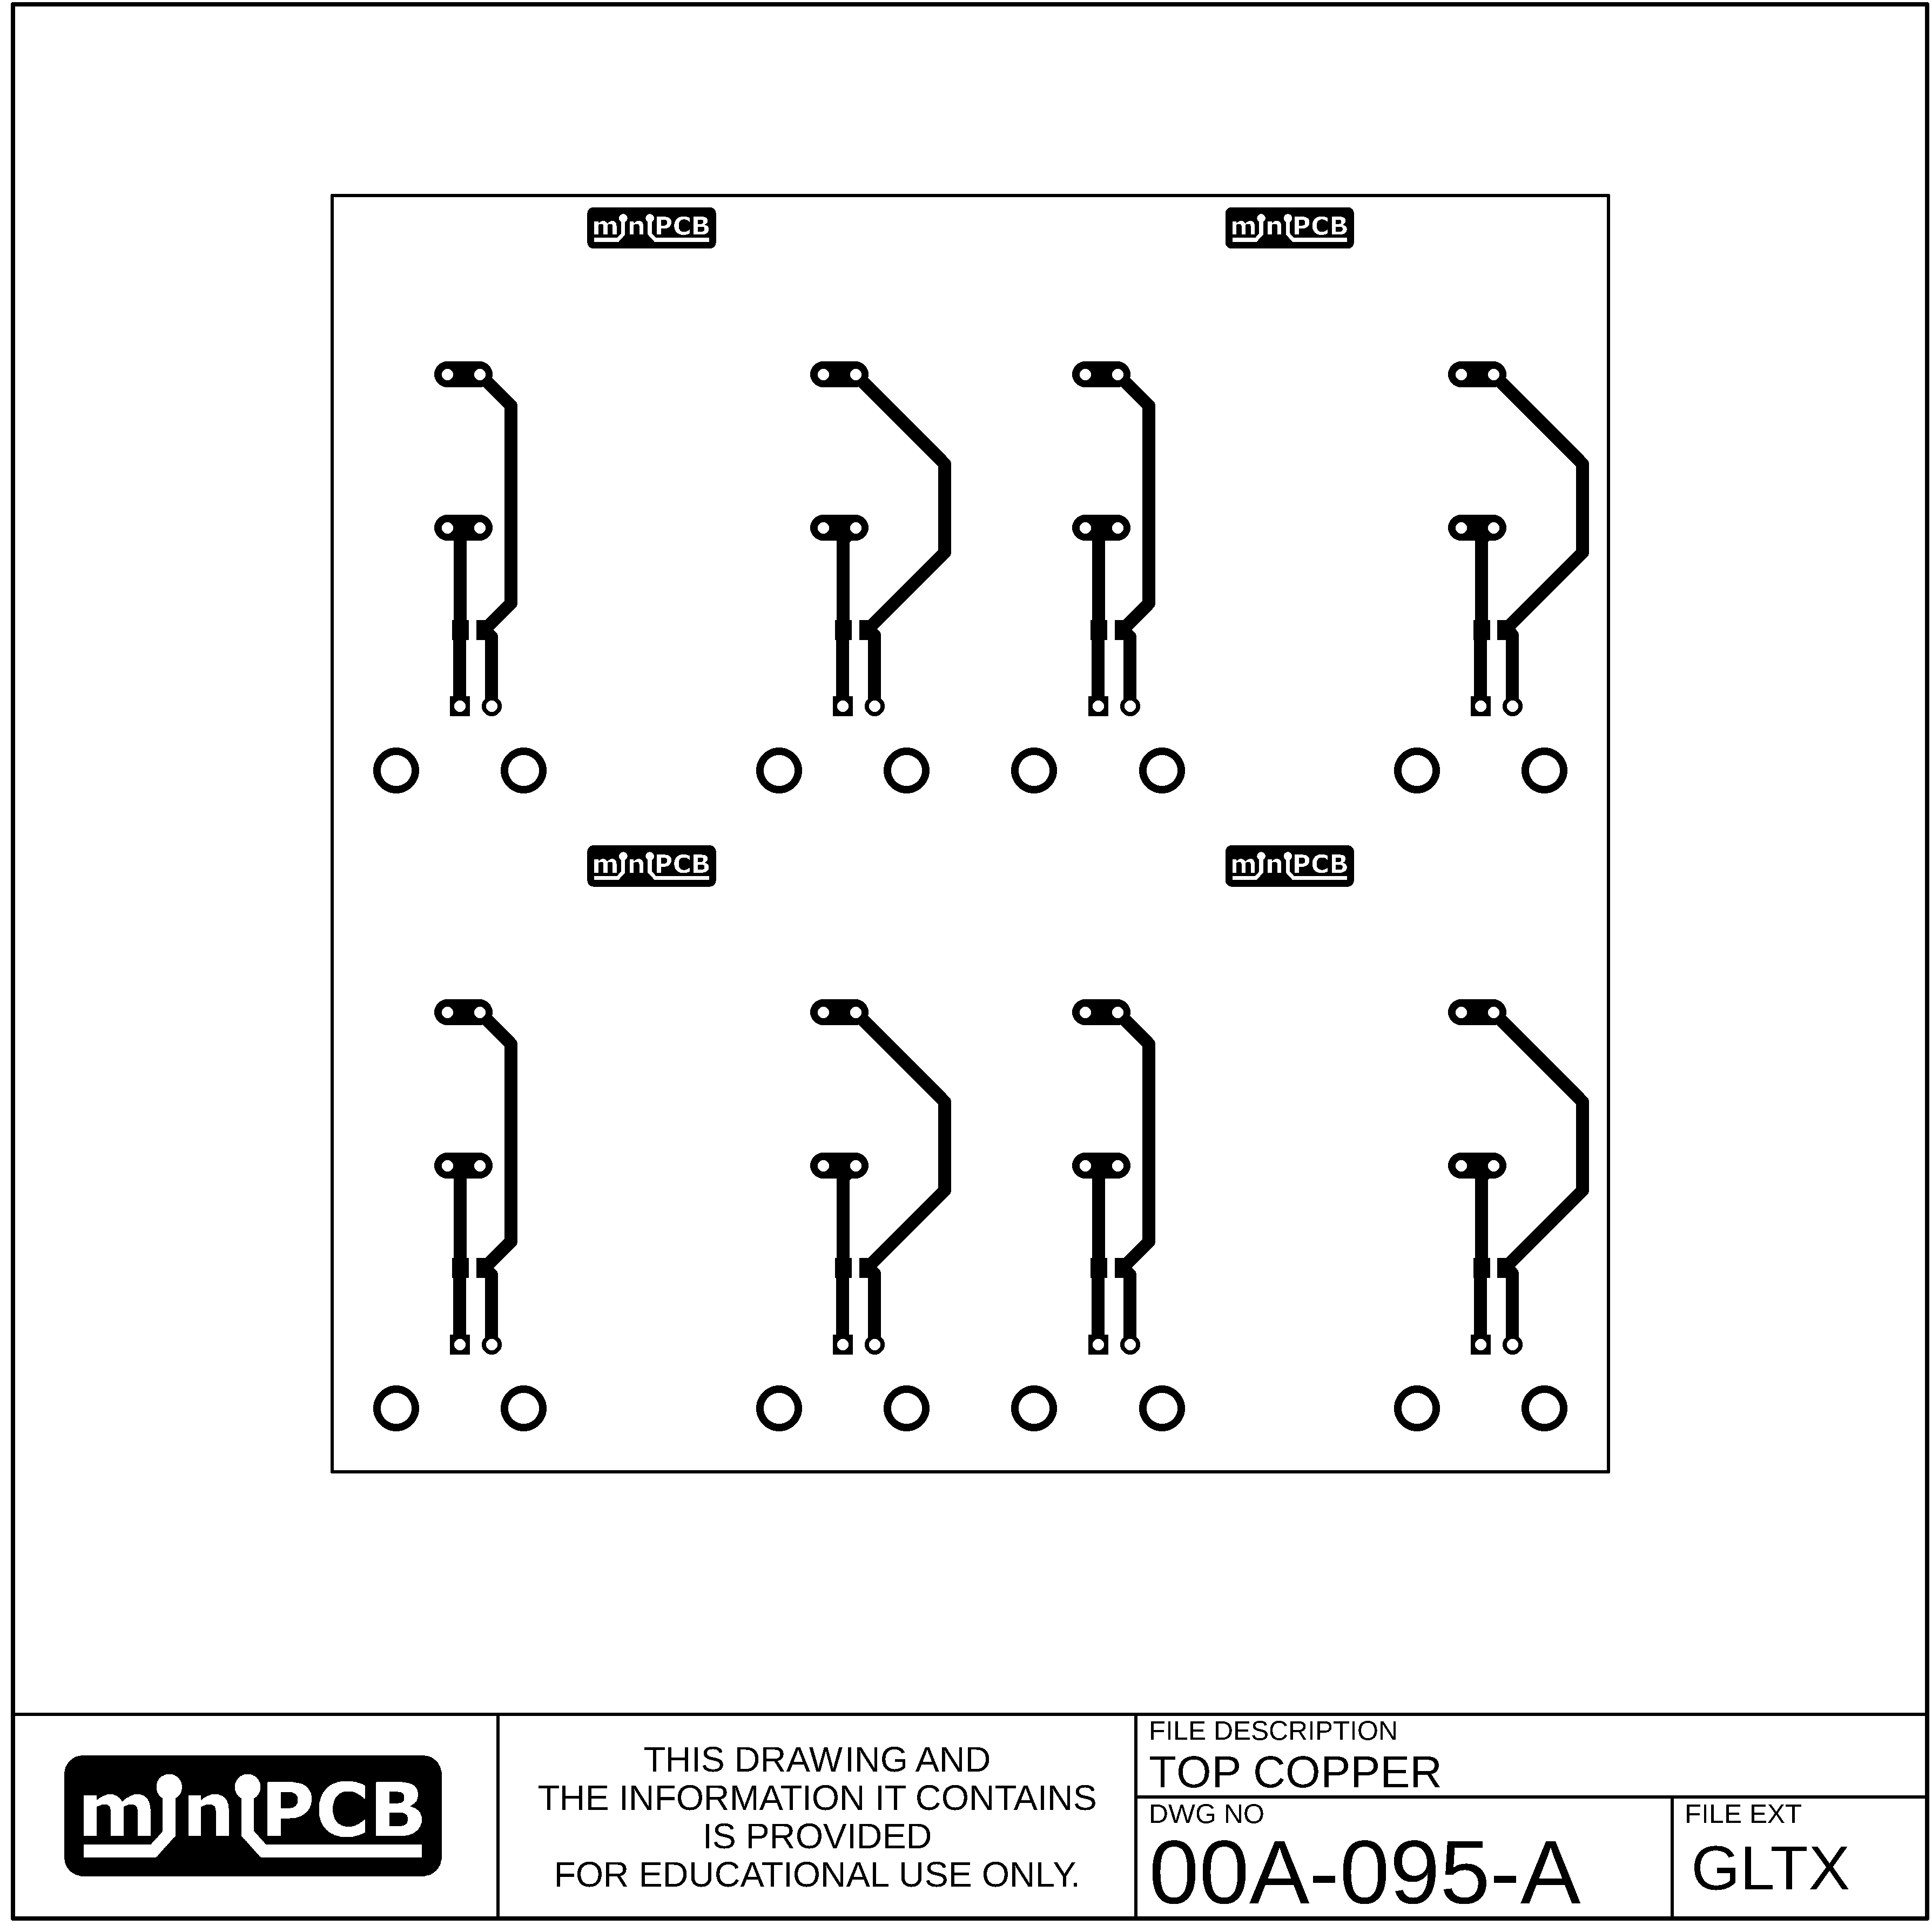 miniPCB miniPCB
miniPCB miniPCB
miniPCB
THIS DRAWING AND
THE INFORMATION IT CONTAINS
IS PROVIDED
FOR EDUCATIONAL USE ONLY.
FILE DESCRIPTION
TOP COPPER
DWG NO
00A-095-A
FILE EXT
GLTX